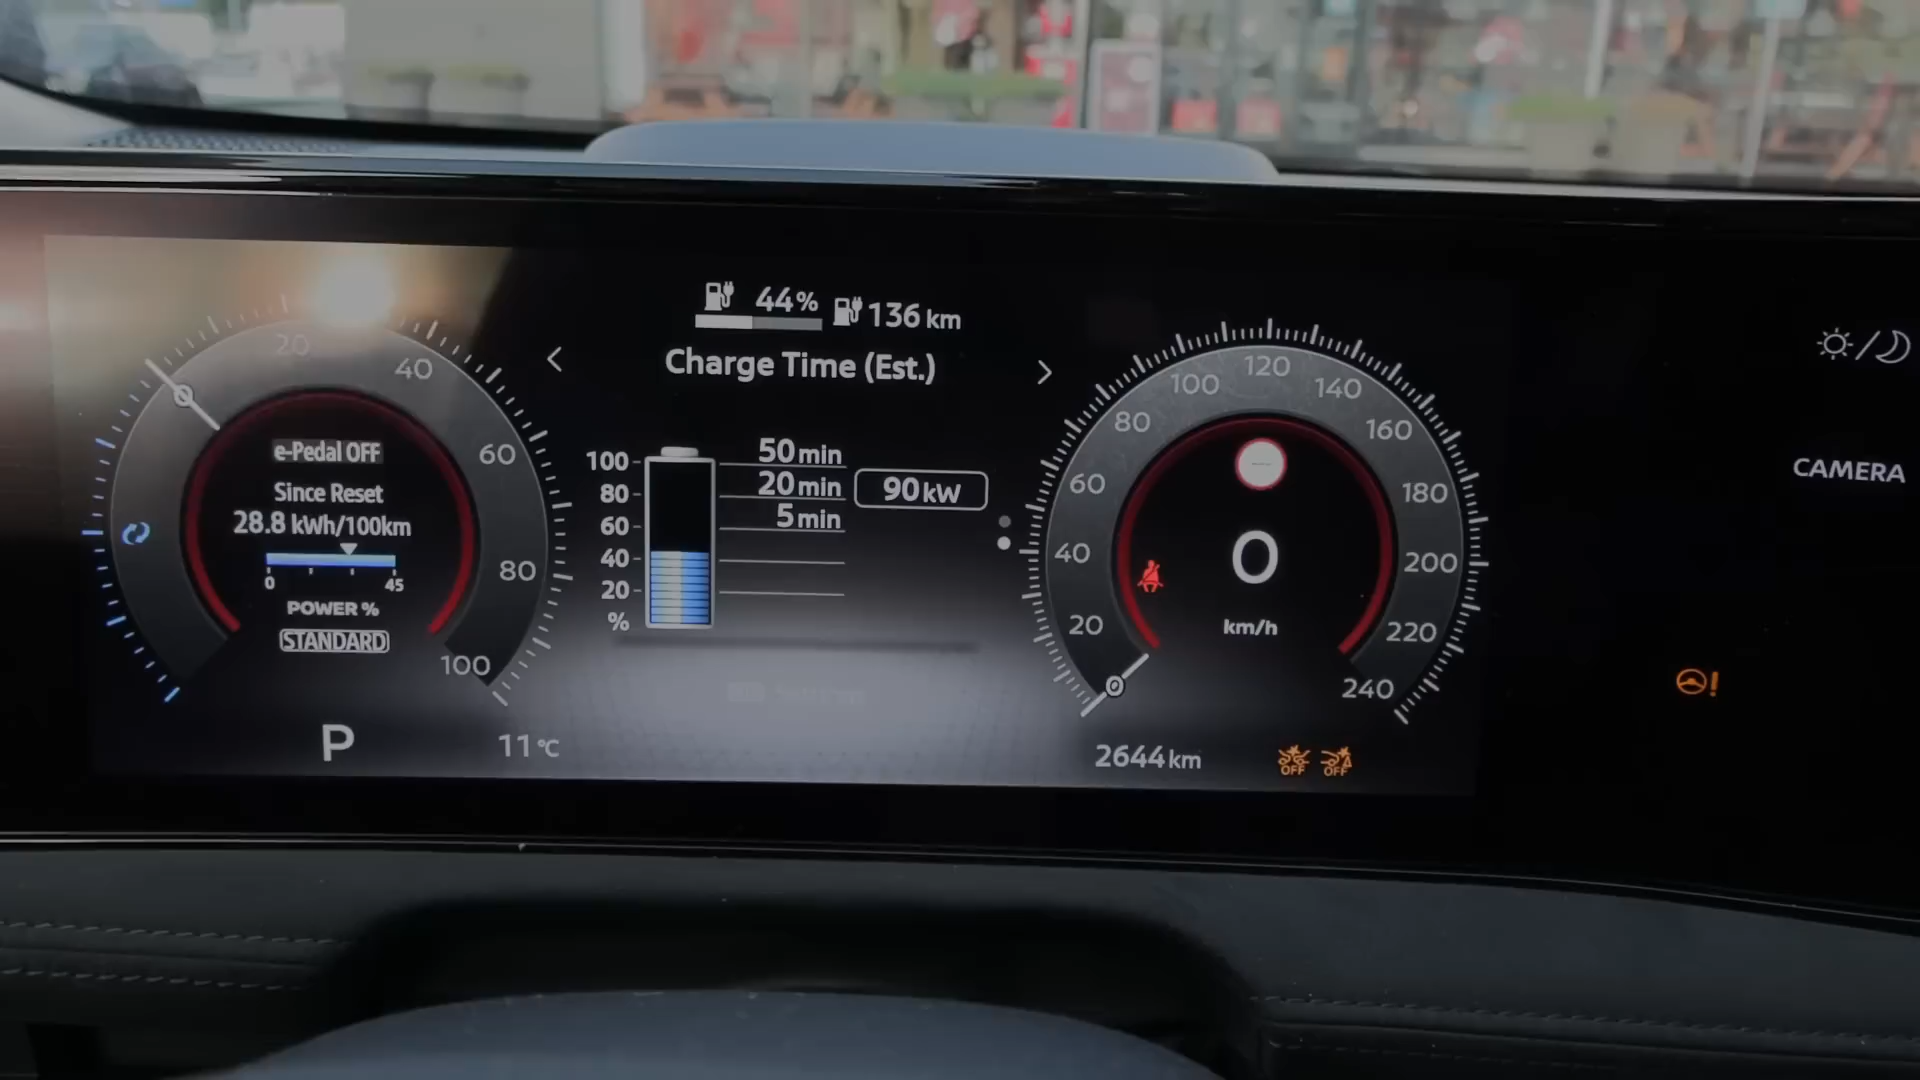 44%
136 km
Charge Time (Est.)
20
40
60
80
100
0
e-Pedal OFF
Since Reset
28.8 kWh/100km
0
45
POWER %
STANDARD
P
11°C
100
80
60
40
20
%
50 min
20 min
5 min
90 kW
0
20
40
60
80
100
120
140
160
180
200
220
240
0
km/h
2644 km
OFF
OFF
CAMERA